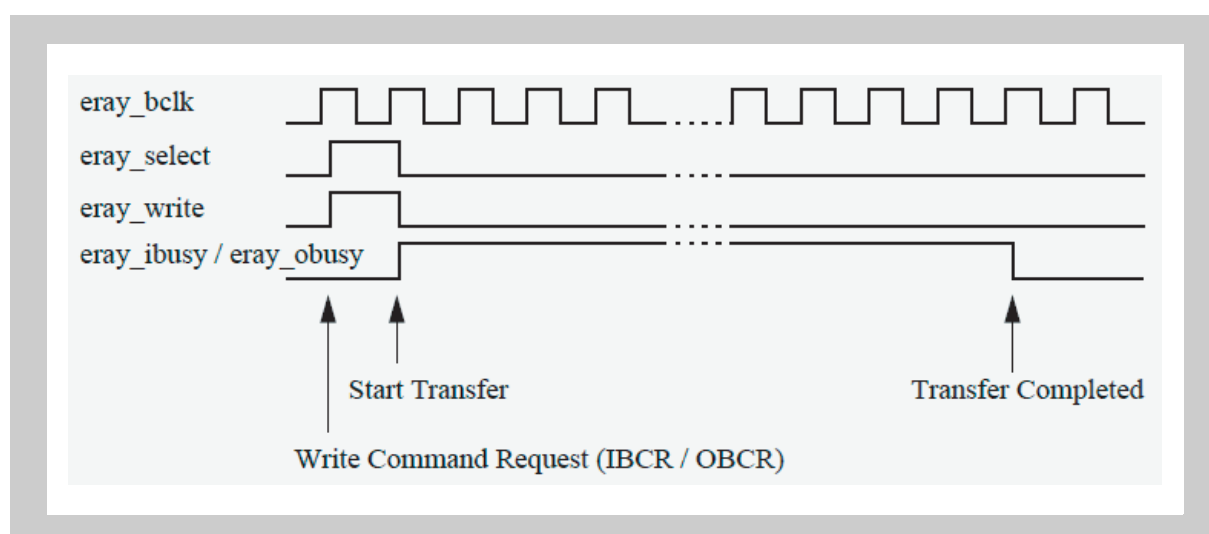 eray_bclk
eray_select
eray_write
eray_ibusy / eray_obusy
Start Transfer
Transfer Completed
Write Command Request (IBCR / OBCR)